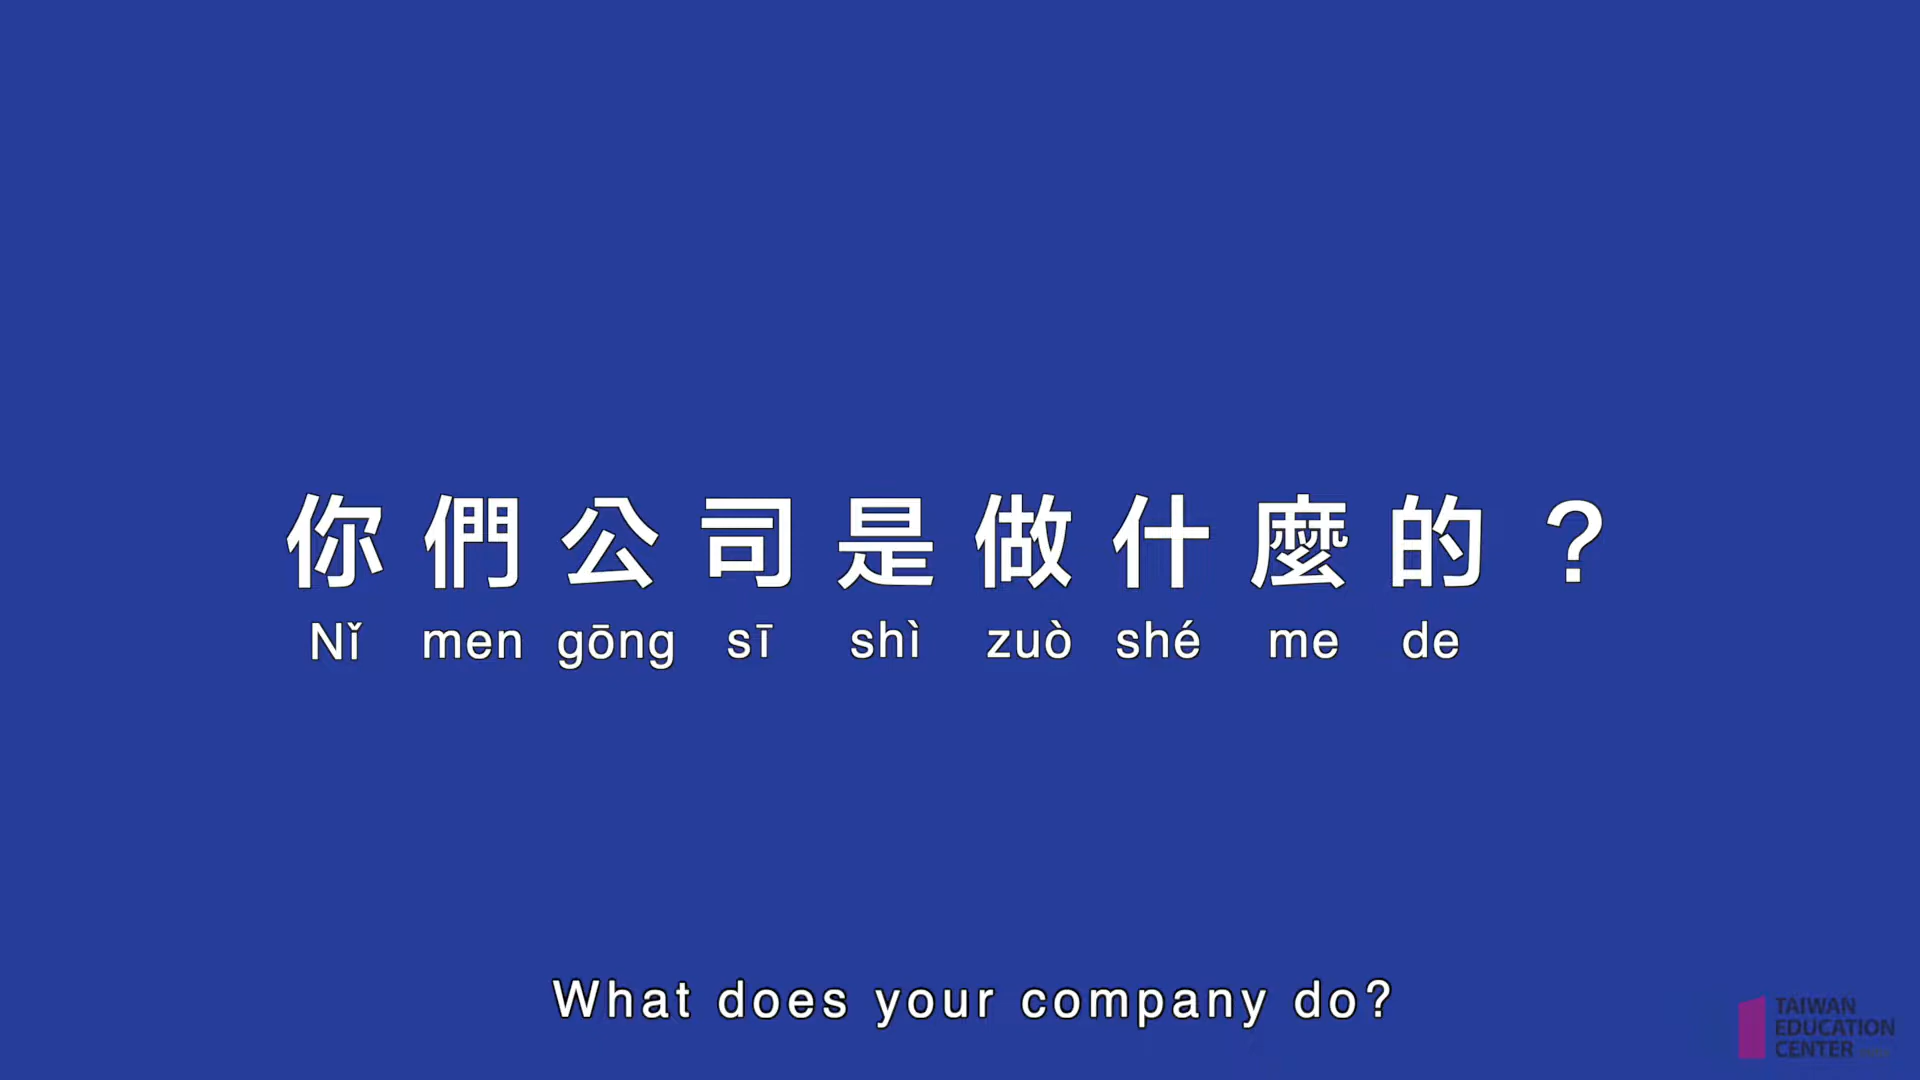 你們公司是做什麼的？
Nǐ men gōng sī shì zuò shé me de
What does your company do?
TAIWAN
EDUCATION
CENTER